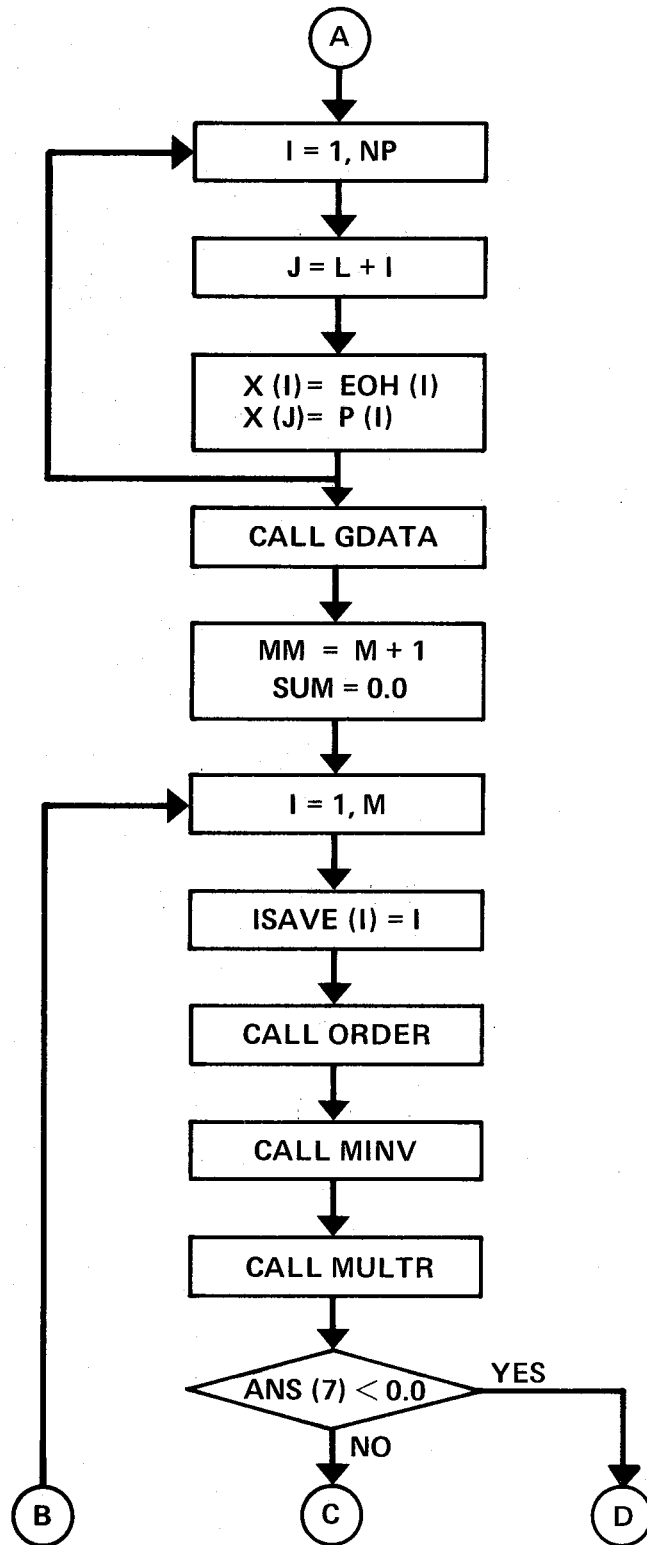 A
I = 1, NP
J = L + I
X (I)= EOH (I)
X (J)= P (I)
CALL GDATA
MM = M + 1
SUM = 0.0
I = 1, M
ISAVE (I) = I
CALL ORDER
CALL MINV
CALL MULTR
ANS (7) < 0.0
YES
NO
B
C
D